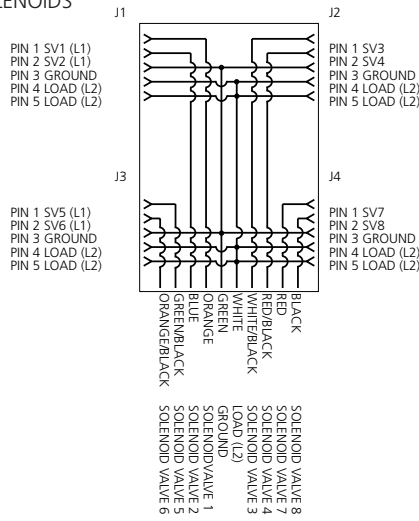 J1
J2
PIN 1 SV1 (L1)
PIN 2 SV2 (L1)
PIN 3 GROUND
PIN 4 LOAD (L2)
PIN 5 LOAD (L2)
PIN 1 SV3
PIN 2 SV4
PIN 3 GROUND
PIN 4 LOAD (L2)
PIN 5 LOAD (L2)
J3
J4
PIN 1 SV5 (L1)
PIN 2 SV6 (L1)
PIN 3 GROUND
PIN 4 LOAD (L2)
PIN 5 LOAD (L2)
PIN 1 SV7
PIN 2 SV8
PIN 3 GROUND
PIN 4 LOAD (L2)
PIN 5 LOAD (L2)
ORANGE/BLACK
GREEN/BLACK
BLUE
ORANGE
GREEN
WHITE
WHITE/BLACK
RED/BLACK
RED
BLACK
SOLENOID VALVE 6
SOLENOID VALVE 5
SOLENOID VALVE 2
SOLENOIDVALVE 1
GROUND
LOAD (L2)
SOLENOID VALVE 3
SOLENOID VALVE 4
SOLENOID VALVE 7
SOLENOID VALVE 8